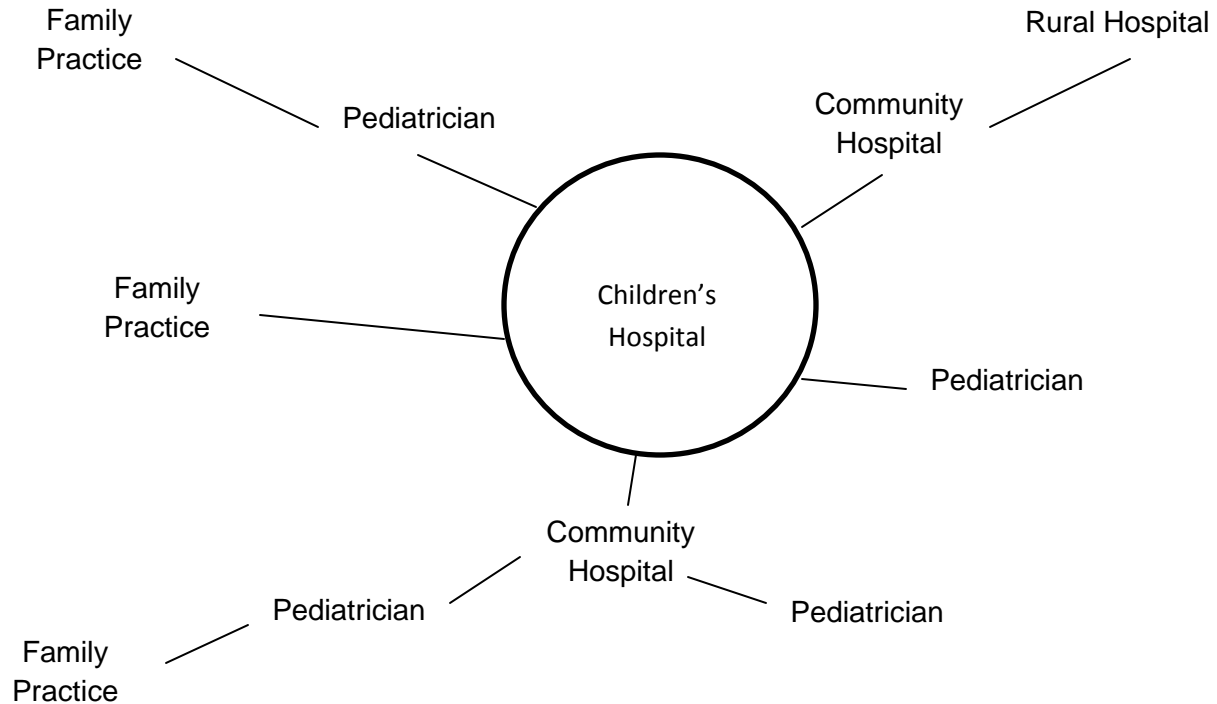 Family
Practice
Rural Hospital
Pediatrician
Community
Hospital
Children’s
Hospital
Family
Practice
Pediatrician
Community
Hospital
Pediatrician
Pediatrician
Family
Practice